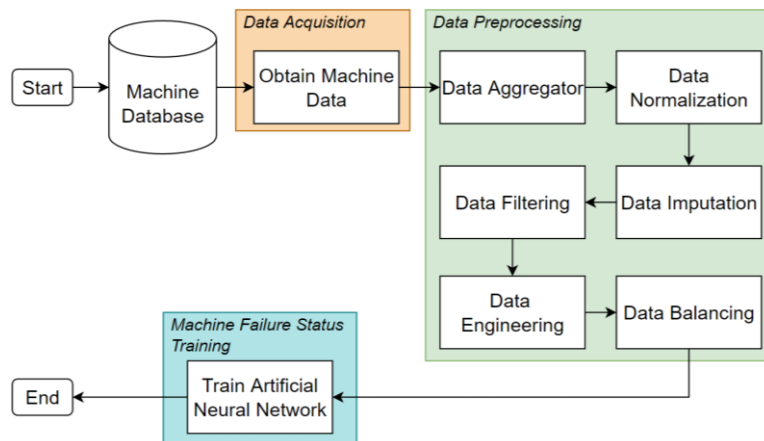 Data Acquisition
Data Preprocessing
Start
Machine
Database
Obtain Machine
Data
Data Aggregator
Data
Normalization
Data Filtering
Data Imputation
Data
Engineering
Data Balancing
Machine Failure Status
Training
Train Artificial
Neural Network
End